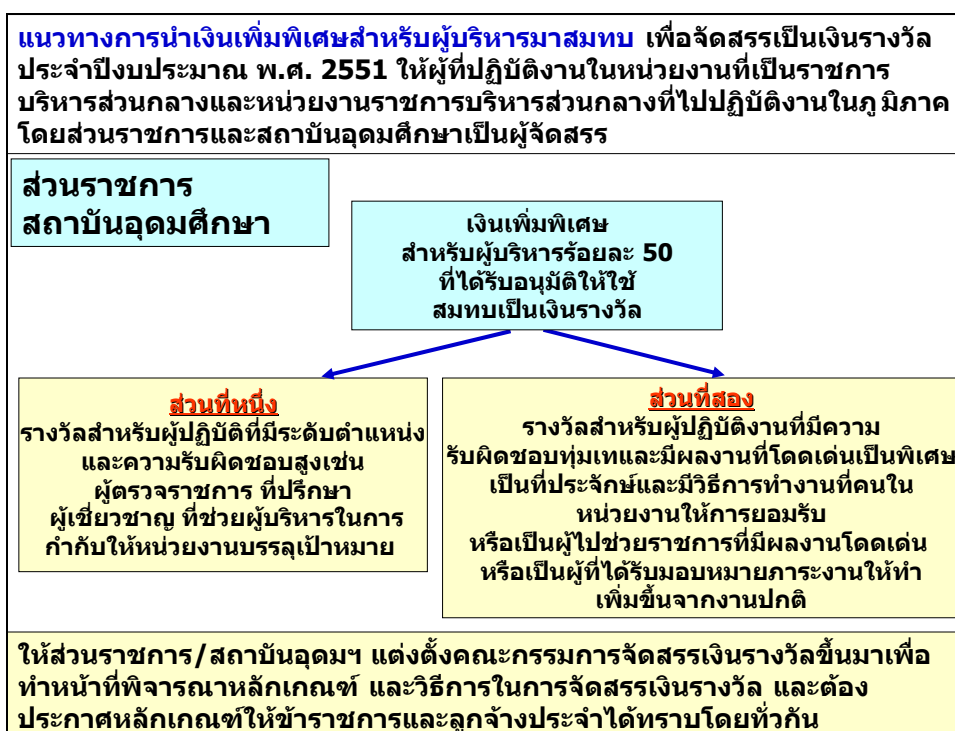 แนวทางการนำเงินเพิ่มพิเศษสำหรับผู้บริหารมาสมทบ เพื่อจัดสรรเป็นเงินรางวัล
ประจำปีงบประมาณ พ.ศ. 2551 ให้ผู้ที่ปฏิบัติงานในหน่วยงานที่เป็นราชการ
บริหารส่วนกลางและหน่วยงานราชการบริหารส่วนกลางที่ไปปฏิบัติงานในภูมิภาค
โดยส่วนราชการและสถาบันอุดมศึกษาเป็นผู้จัดสรร
ส่วนราชการ
สถาบันอุดมศึกษา
เงินเพิ่มพิเศษ
สำหรับผู้บริหารร้อยละ 50
ที่ได้รับอนุมัติให้ใช้
สมทบเป็นเงินรางวัล
ส่วนที่หนึ่ง
รางวัลสำหรับผู้ปฏิบัติที่มีระดับตำแหน่ง
และความรับผิดชอบสูงเช่น
ผู้ตรวจราชการ ที่ปรึกษา
ผู้เชี่ยวชาญ ที่ช่วยผู้บริหารในการ
กำกับให้หน่วยงานบรรลุเป้าหมาย
ส่วนที่สอง
รางวัลสำหรับผู้ปฏิบัติงานที่มีความ
รับผิดชอบทุ่มเทและมีผลงานที่โดดเด่นเป็นพิเศษ
เป็นที่ประจักษ์และมีวิธีการทำงานที่คนใน
หน่วยงานให้การยอมรับ
หรือเป็นผู้ไปช่วยราชการที่มีผลงานโดดเด่น
หรือเป็นผู้ที่ได้รับมอบหมายภาระงานให้ทำ
เพิ่มขึ้นจากงานปกติ
ให้ส่วนราชการ/สถาบันอุดมฯ แต่งตั้งคณะกรรมการจัดสรรเงินรางวัลขึ้นมาเพื่อ
ทำหน้าที่พิจารณาหลักเกณฑ์ และวิธีการในการจัดสรรเงินรางวัล และต้อง
ประกาศหลักเกณฑ์ให้ข้าราชการและลูกจ้างประจำได้ทราบโดยทั่วกัน